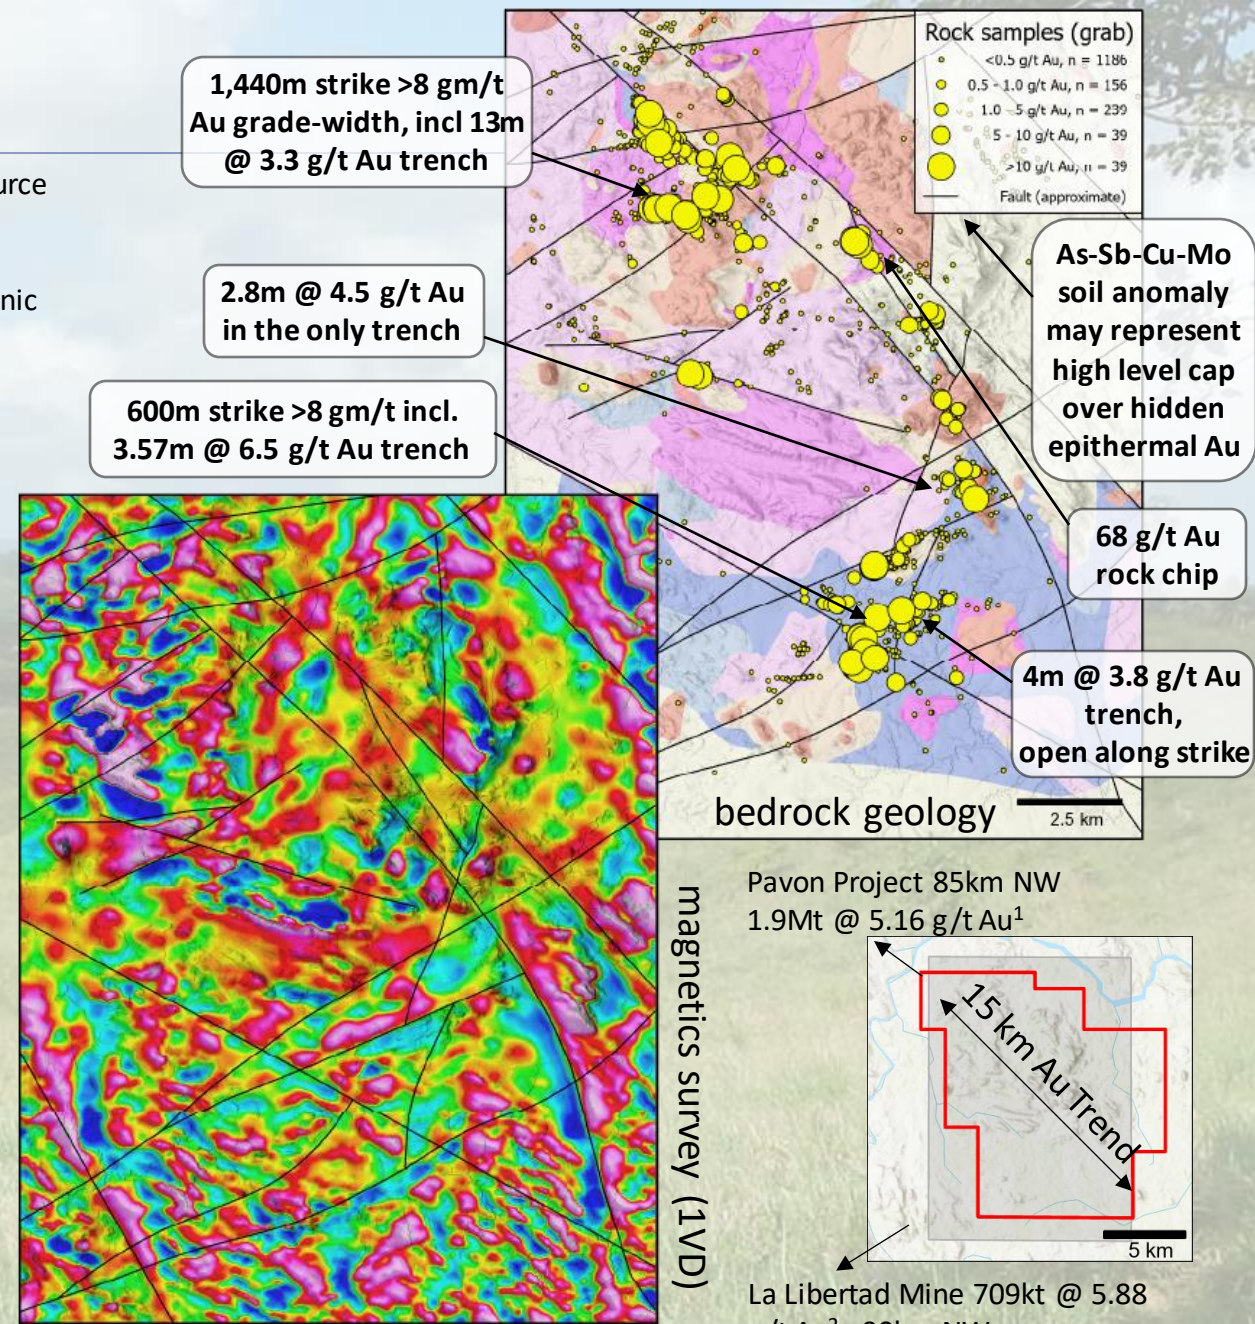 urce
nic
1,440m strike >8 gm/t
Au grade-width, incl 13m
@ 3.3 g/t Au trench
2.8m @ 4.5 g/t Au
in the only trench
600m strike >8 gm/t incl.
3.57m @ 6.5 g/t Au trench
Rock samples (grab)
<0.5 g/t Au, n = 1186
0.5 - 1.0 g/t Au, n = 156
1.0 - 5 g/t Au, n = 239
5 - 10 g/t Au, n = 39
>10 g/t Au, n = 39
Fault (approximate)
As-Sb-Cu-Mo
soil anomaly
may represent
high level cap
over hidden
epithermal Au
68 g/t Au
rock chip
4m @ 3.8 g/t Au
trench,
open along strike
bedrock geology
2.5 km
magnetics survey (1VD)
Pavon Project 85km NW
1.9Mt @ 5.16 g/t Au¹
15 km Au Trend
5 km
La Libertad Mine 709kt @ 5.88